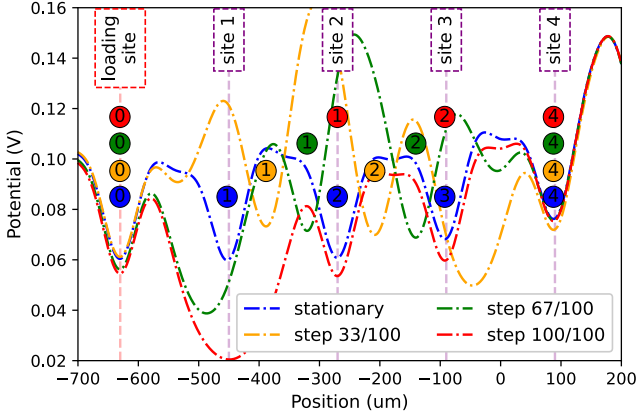 loading
site
site 1
site 2
site 3
site 4
0.16
0.14
0.12
0.10
0.08
0.06
0.04
0.02
Potential (V)
0 1 2 4
0 1 1 2 4
0 1 2 4
0 1 2 3 4
stationary
step 33/100
step 67/100
step 100/100
−700 −600 −500 −400 −300 −200 −100 0 100 200
Position (um)